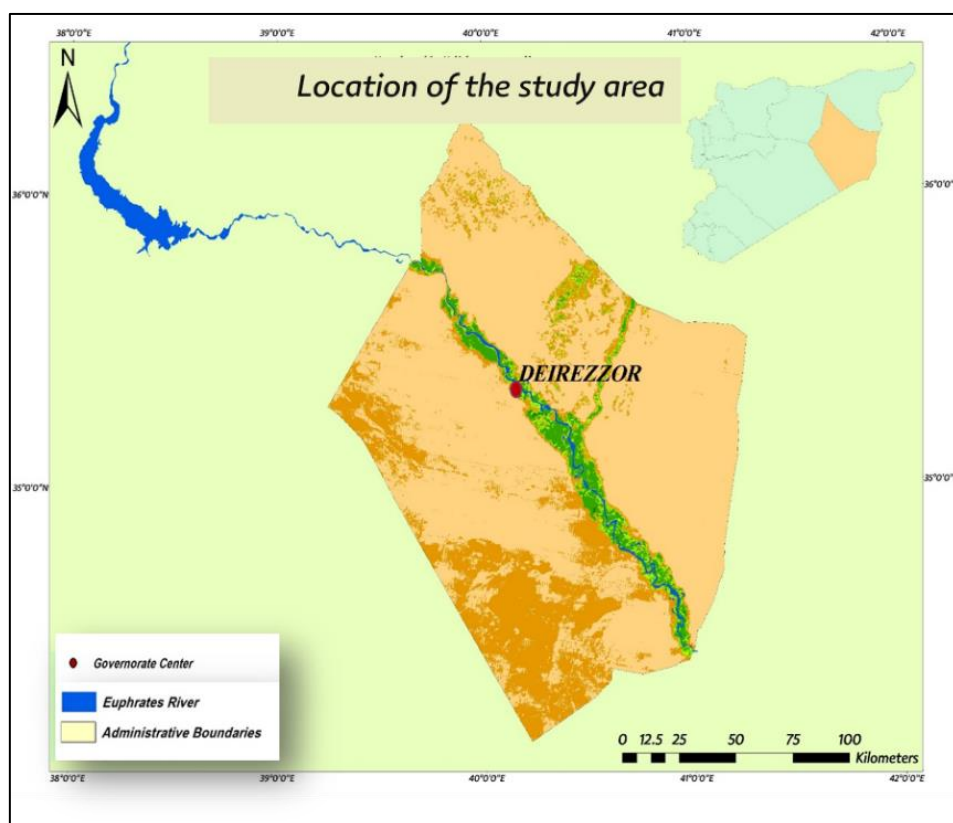 38°0'0"E 39°0'0"E 40°0'0"E 41°0'0"E 42°0'0"E
N
Location of the study area
36°0'0"N 36°0'0"N
DEIREZZOR
35°0'0"N 35°0'0"N
Governorate Center
Euphrates River
Administrative Boundaries
0 12.5 25 50 75 100
Kilometers
38°0'0"E 39°0'0"E 40°0'0"E 41°0'0"E 42°0'0"E